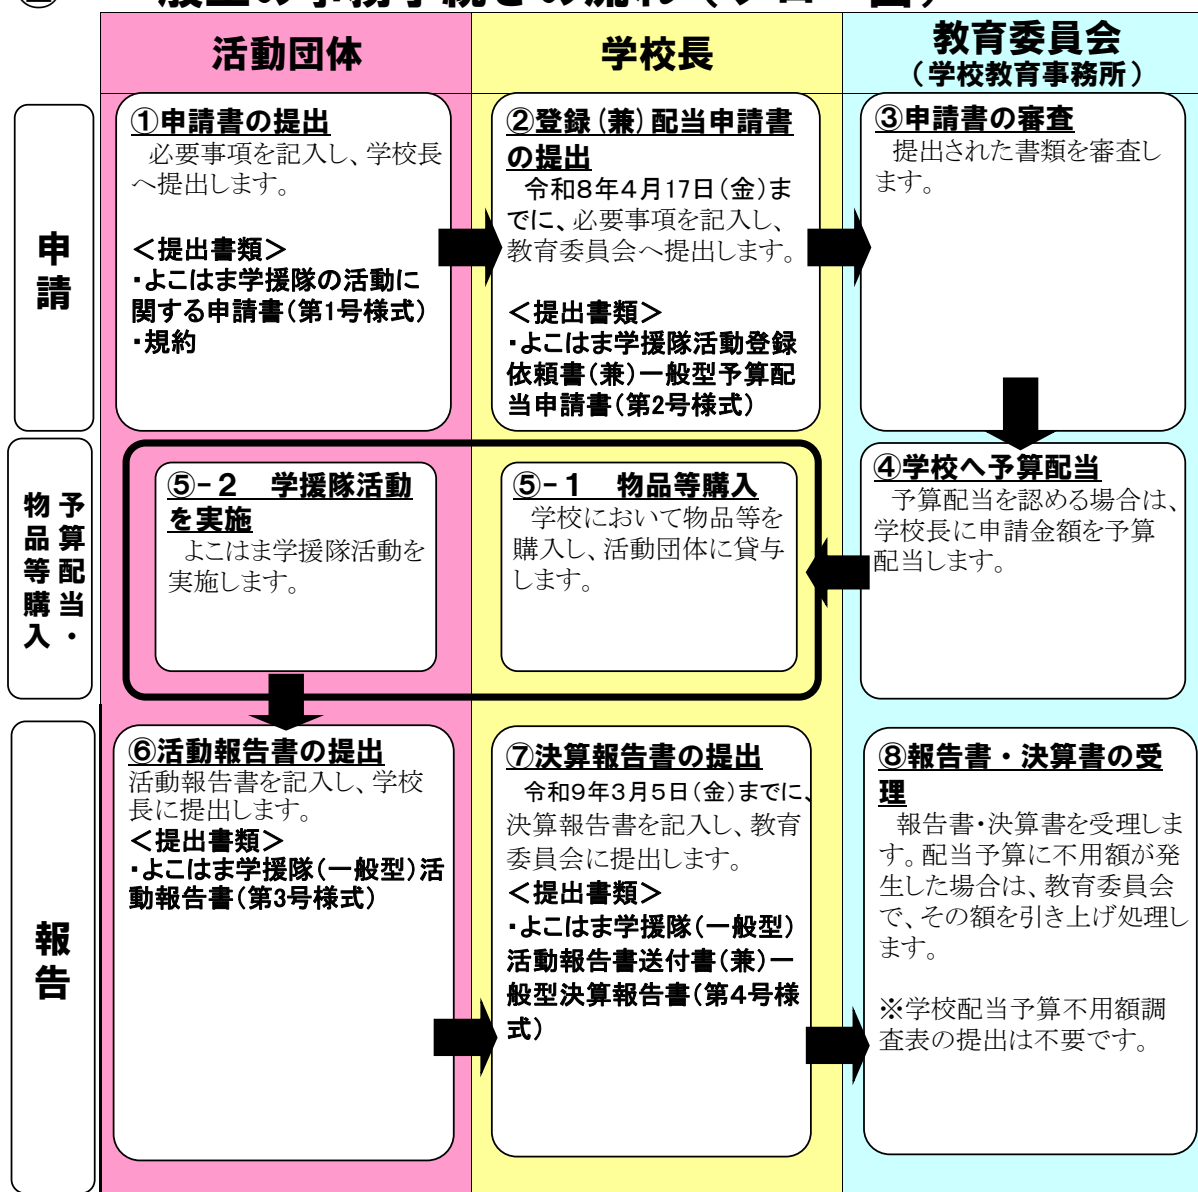 活動団体
学校長
教育委員会
（学校教育事務所）
申請
①申請書の提出
必要事項を記入し、学校長
へ提出します。
＜提出書類＞
・よこはま学援隊の活動に
関する申請書（第1号様式）
・規約
②登録（兼）配当申請書
の提出
令和8年4月17日（金）ま
でに、必要事項を記入し、
教育委員会へ提出します。
＜提出書類＞
・よこはま学援隊活動登録
依頼書（兼）一般型予算配
当申請書（第2号様式）
③申請書の審査
提出された書類を審査し
ます。
予算配当・
物品等購入
⑤-２　学援隊活動
を実施
よこはま学援隊活動を
実施します。
⑤-１　物品等購入
学校において物品等を
購入し、活動団体に貸与
します。
④学校へ予算配当
予算配当を認める場合は、
学校長に申請金額を予算
配当します。
報告
⑥活動報告書の提出
活動報告書を記入し、学校
長に提出します。
＜提出書類＞
・よこはま学援隊（一般型）活
動報告書（第3号様式）
⑦決算報告書の提出
令和9年3月5日（金）までに、
決算報告書を記入し、教育
委員会に提出します。
＜提出書類＞
・よこはま学援隊（一般型）
活動報告書送付書（兼）一
般型決算報告書（第4号様
式）
⑧報告書・決算書の受
理
報告書・決算書を受理しま
す。配当予算に不用額が発
生した場合は、教育委員会
で、その額を引き上げ処理し
ます。
※学校配当予算不用額調
査表の提出は不要です。